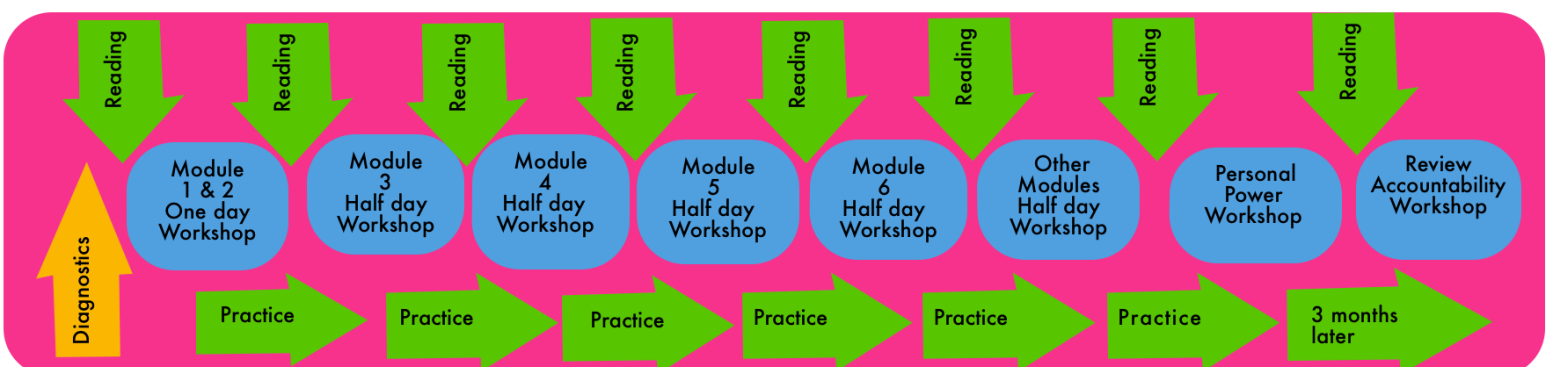 Reading
Reading
Reading
Reading
Reading
Reading
Reading
Reading
Diagnostics
Module
1 & 2
One day
Workshop
Module
3
Half day
Workshop
Module
4
Half day
Workshop
Module
5
Half day
Workshop
Module
6
Half day
Workshop
Other
Modules
Half day
Workshop
Personal
Power
Workshop
Review
Accountability
Workshop
Practice
Practice
Practice
Practice
Practice
Practice
3 months
later